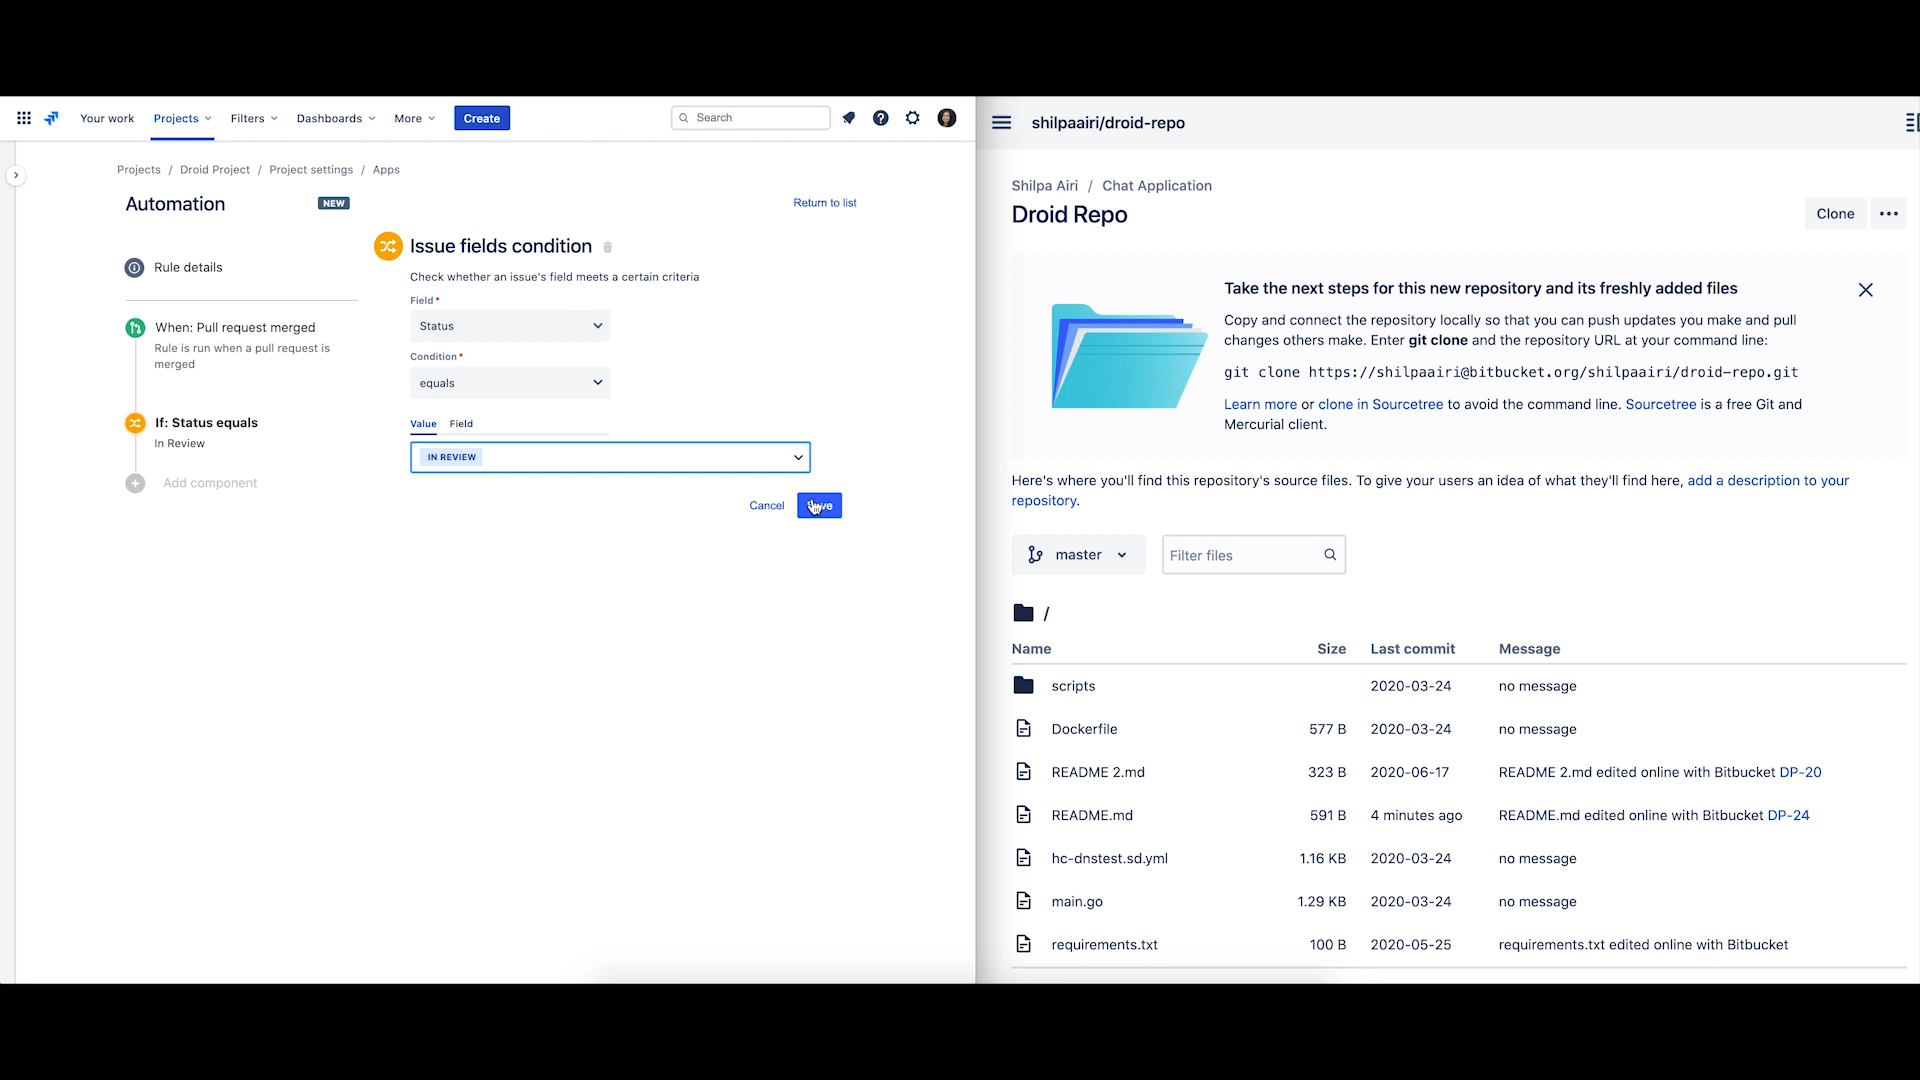 Your work Projects Filters Dashboards More Create Search
Projects / Droid Project / Project settings / Apps
Automation NEW Return to list
Rule details
When: Pull request merged
Rule is run when a pull request is
merged
If: Status equals
In Review
Add component
Issue fields condition
Check whether an issue's field meets a certain criteria
Field *
Status
Condition *
equals
Value Field
IN REVIEW
Cancel
shilpaairi/droid-repo
Shilpa Airi / Chat Application
Droid Repo
Clone
Take the next steps for this new repository and its freshly added files
Copy and connect the repository locally so that you can push updates you make and pull
changes others make. Enter git clone and the repository URL at your command line:
git clone https://shilpaairi@bitbucket.org/shilpaairi/droid-repo.git
Learn more or clone in Sourcetree to avoid the command line. Sourcetree is a free Git and
Mercurial client.
Here's where you'll find this repository's source files. To give your users an idea of what they'll find here, add a description to your
repository.
master Filter files
/
Name Size Last commit Message
scripts 2020-03-24 no message
Dockerfile 577 B 2020-03-24 no message
README 2.md 323 B 2020-06-17 README 2.md edited online with Bitbucket DP-20
README.md 591 B 4 minutes ago README.md edited online with Bitbucket DP-24
hc-dnstest.sd.yml 1.16 KB 2020-03-24 no message
main.go 1.29 KB 2020-03-24 no message
requirements.txt 100 B 2020-05-25 requirements.txt edited online with Bitbucket